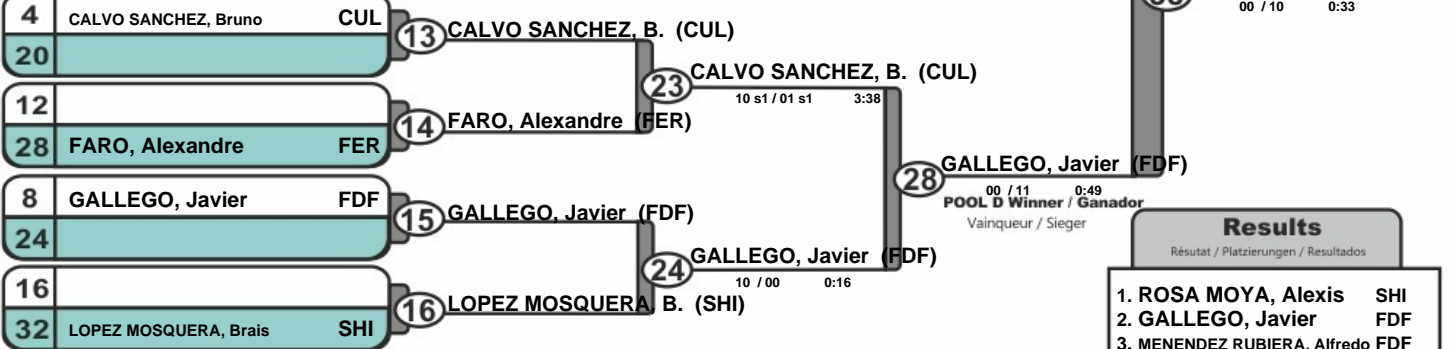 4 CALVO SANCHEZ, Bruno CUL
20
13 CALVO SANCHEZ, B. (CUL)
12
28 FARO, Alexandre FER
14 FARO, Alexandre (FER)
23 CALVO SANCHEZ, B. (CUL)
10 s1 / 01 s1 3:38
8 GALLEGO, Javier FDF
24
15 GALLEGO, Javier (FDF)
16
32 LOPEZ MOSQUERA, Brais SHI
16 LOPEZ MOSQUERA, B. (SHI)
24 GALLEGO, Javier (FDF)
10 / 00 0:16
28 GALLEGO, Javier (FDF)
00 / 11 0:49
POOL D Winner / Ganador
Vainqueur / Sieger
00 / 10 0:33
Results
Résutat / Platzierungen / Resultados
1. ROSA MOYA, Alexis SHI
2. GALLEGO, Javier FDF
3. MENENDEZ RUBIERA, Alfredo FDF